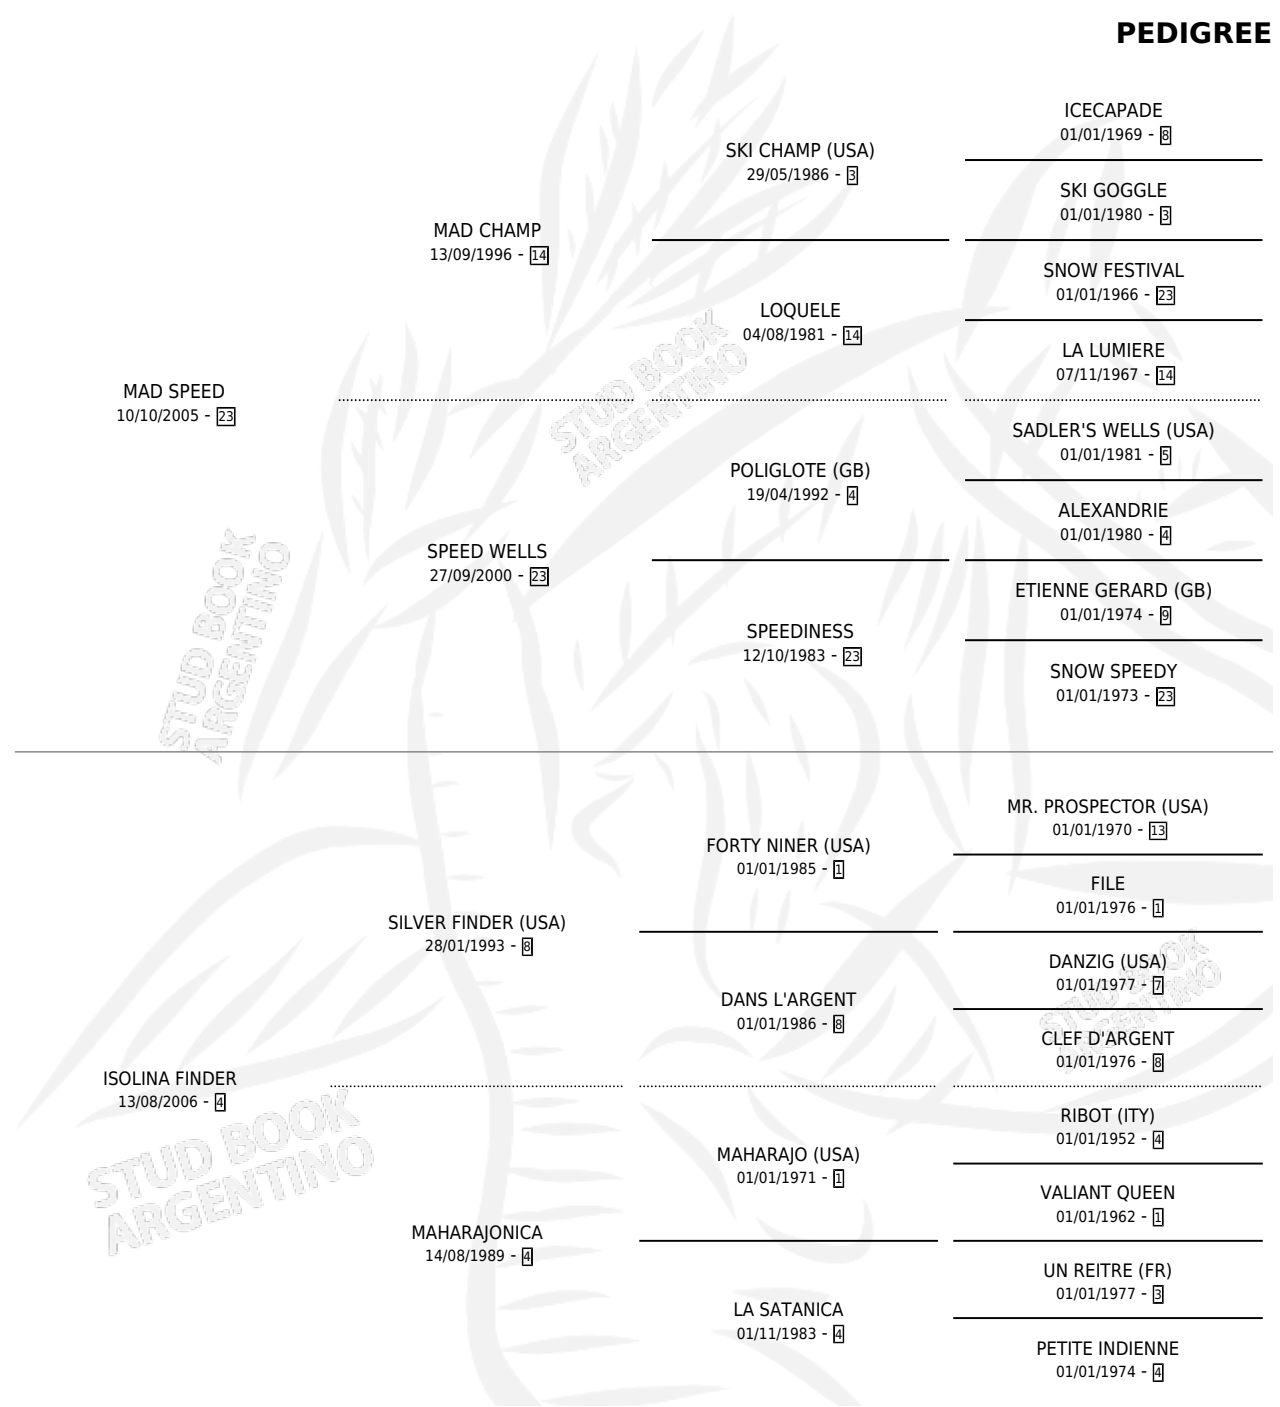 PEDIGREE
ICECAPADE
01/01/1969 - 8
SKI CHAMP (USA)
29/05/1986 - 3
SKI GOGGLE
01/01/1980 - 3
MAD CHAMP
13/09/1996 - 14
SNOW FESTIVAL
01/01/1966 - 23
LOQUELE
04/08/1981 - 14
LA LUMIERE
07/11/1967 - 14
MAD SPEED
10/10/2005 - 23
SADLER'S WELLS (USA)
01/01/1981 - 5
POLIGLOTE (GB)
19/04/1992 - 4
ALEXANDRIE
01/01/1980 - 4
SPEED WELLS
27/09/2000 - 23
ETIENNE GERARD (GB)
01/01/1974 - 9
SPEEDINESS
12/10/1983 - 23
SNOW SPEEDY
01/01/1973 - 23
MR. PROSPECTOR (USA)
01/01/1970 - 13
FORTY NINER (USA)
01/01/1985 - 1
FILE
01/01/1976 - 1
SILVER FINDER (USA)
28/01/1993 - 8
DANZIG (USA)
01/01/1977 - 7
DANS L'ARGENT
01/01/1986 - 8
CLEF D'ARGENT
01/01/1976 - 8
ISOLINA FINDER
13/08/2006 - 4
RIBOT (ITY)
01/01/1952 - 4
MAHARAJO (USA)
01/01/1971 - 1
VALIANT QUEEN
01/01/1962 - 1
MAHARAJONICA
14/08/1989 - 4
UN REITRE (FR)
01/01/1977 - 3
LA SATANICA
01/11/1983 - 4
PETITE INDIENNE
01/01/1974 - 4
STUD BOOK
ARGENTINO
STUD BOOK
ARGENTINO
STUD BOOK
ARGENTINO
STUD BOOK
ARGENTINO